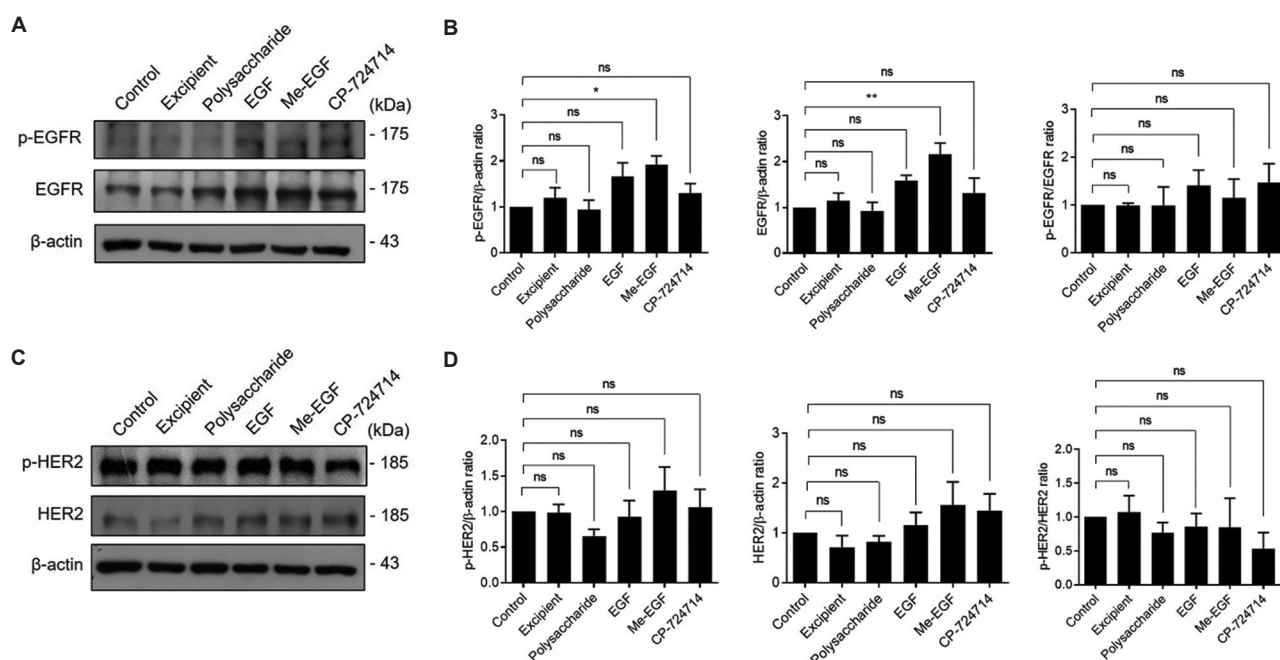 A
Control
Excipient
Polysaccharide
EGF
Me-EGF
CP-724714
(kDa)
p-EGFR
- 175
EGFR
- 175
β-actin
- 43
B
ns
*
ns
ns
ns
3
2
1
0
p-EGFR/β-actin ratio
Control
Excipient
Polysaccharide
EGF
Me-EGF
CP-724714
ns
**
ns
ns
ns
3
2
1
0
EGFR/β-actin ratio
Control
Excipient
Polysaccharide
EGF
Me-EGF
CP-724714
ns
ns
ns
ns
ns
3
2
1
0
p-EGFR/EGFR ratio
Control
Excipient
Polysaccharide
EGF
Me-EGF
CP-724714
C
Control
Excipient
Polysaccharide
EGF
Me-EGF
CP-724714
(kDa)
p-HER2
- 185
HER2
- 185
β-actin
- 43
D
ns
ns
ns
ns
ns
2.0
1.5
1.0
0.5
0.0
p-HER2/β-actin ratio
Control
Excipient
Polysaccharide
EGF
Me-EGF
CP-724714
ns
ns
ns
ns
ns
3
2
1
0
HER2/β-actin ratio
Control
Excipient
Polysaccharide
EGF
Me-EGF
CP-724714
ns
ns
ns
ns
ns
2.0
1.5
1.0
0.5
0.0
p-HER2/HER2 ratio
Control
Excipient
Polysaccharide
EGF
Me-EGF
CP-724714